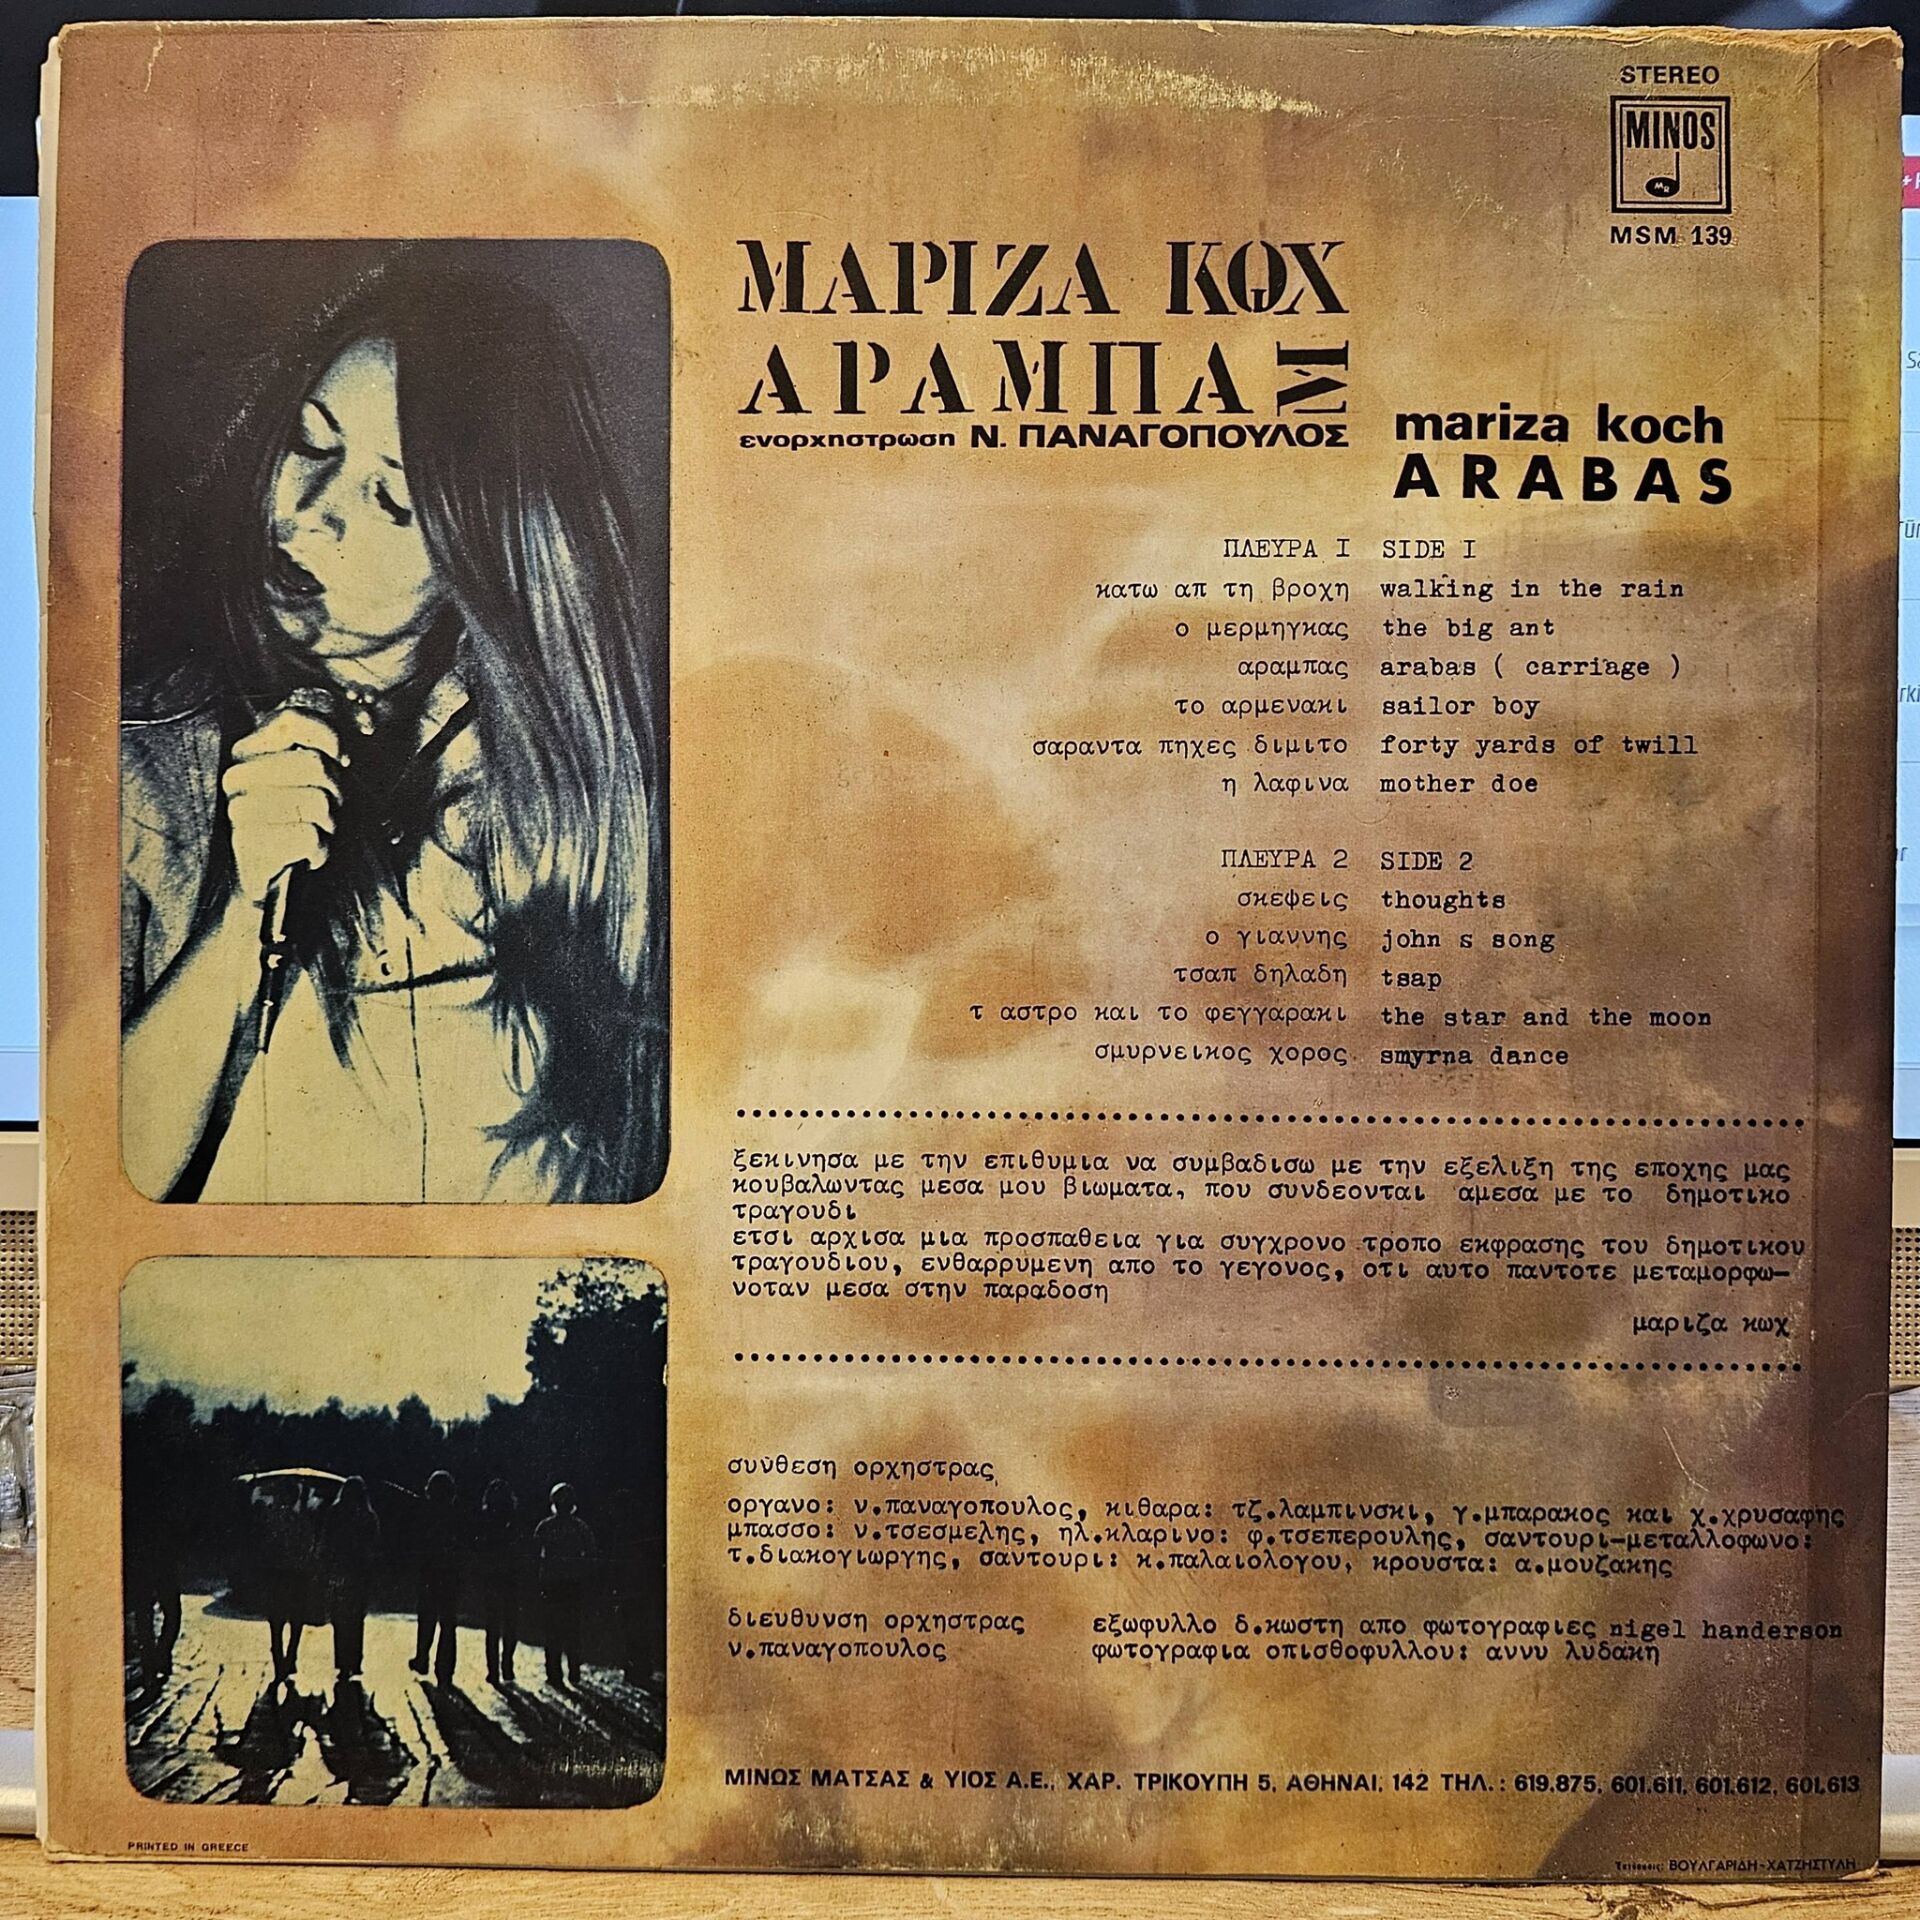 STEREO
MINOS
MSM 139
ΜΑΡΙΖΑ ΚΩΧ
ΑΡΑΜΠΑΣ
ενορχηστρωση Ν. ΠΑΝΑΓΟΠΟΥΛΟΣ
mariza koch
ARABAS
ΠΛΕΥΡΑ I SIDE I
κατω απ τη βροχη walking in the rain
ο μερμηγκας the big ant
αραμπας arabas ( carriage )
το αρμενακι sailor boy
σαραντα πηχες διμιτο forty yards of twill
η λαφινα mother doe
ΠΛΕΥΡΑ 2 SIDE 2
σκεψεις thoughts
ο γιαννης john s song
τσαπ δηλαδη tsap
τ αστρο και το φεγγαρακι the star and the moon
σμυρνεικος χορος smyrna dance
ξεκινησα με την επιθυμια να συμβαδισω με την εξελιξη της εποχης μας
κουβαλωντας μεσα μου βιωματα, που συνδεονται αμεσα με το δημοτικο
τραγουδι
ετσι αρχισα μια προσπαθεια για συγχρονο τροπο εκφρασης του δημοτικου
τραγουδιου, ενθαρρυμενη απο το γεγονος, οτι αυτο παντοτε μεταμορφω-
νοταν μεσα στην παραδοση
μαριζα κωχ
συνθεση ορχηστρας
οργανο: ν.παναγοπουλος, κιθαρα: τζ.λαμπινσκι, γ.μπαρακος και χ.χρυσαφης
μπασσο: ν.τσεσμελης, ηλ.κλαρινο: φ.τσεπερουλης, σαντουρι-μεταλλοφωνο:
τ.διακογιωργης, σαντουρι: κ.παλαιολογου, κρουστα: α.μουζακης
διευθυνση ορχηστρας εξωφυλλο δ.κωστη απο φωτογραφιες nigel handerson
ν.παναγοπουλος φωτογραφια οπισθοφυλλου: αννυ λυδακη
ΜΙΝΩΣ ΜΑΤΣΑΣ & ΥΙΟΣ Α.Ε., ΧΑΡ. ΤΡΙΚΟΥΠΗ 5, ΑΘΗΝΑΙ, 142 ΤΗΛ.: 619.875, 601.611, 601.612, 601.613
PRINTED IN GREECE
ΒΟΥΛΓΑΡΙΔΗ-ΧΑΤΖΗΣΤΥΛΗ